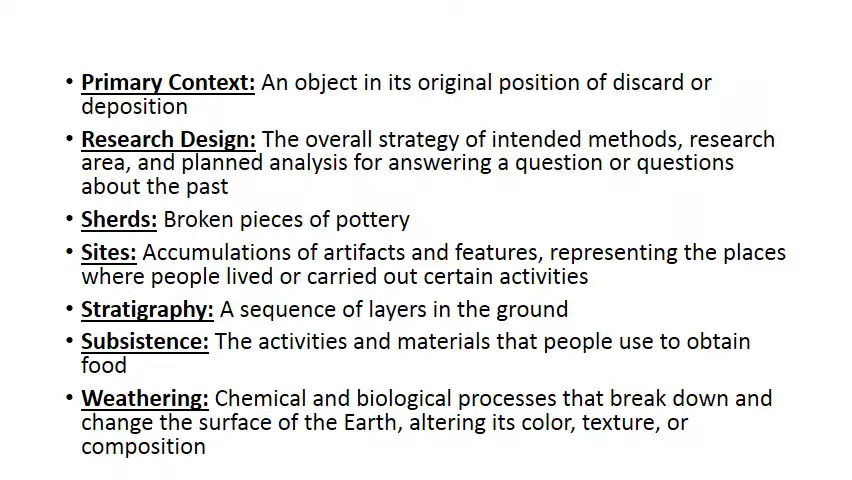 • Primary Context: An object in its original position of discard or
deposition
• Research Design: The overall strategy of intended methods, research
area, and planned analysis for answering a question or questions
about the past
• Sherds: Broken pieces of pottery
• Sites: Accumulations of artifacts and features, representing the places
where people lived or carried out certain activities
• Stratigraphy: A sequence of layers in the ground
• Subsistence: The activities and materials that people use to obtain
food
• Weathering: Chemical and biological processes that break down and
change the surface of the Earth, altering its color, texture, or
composition